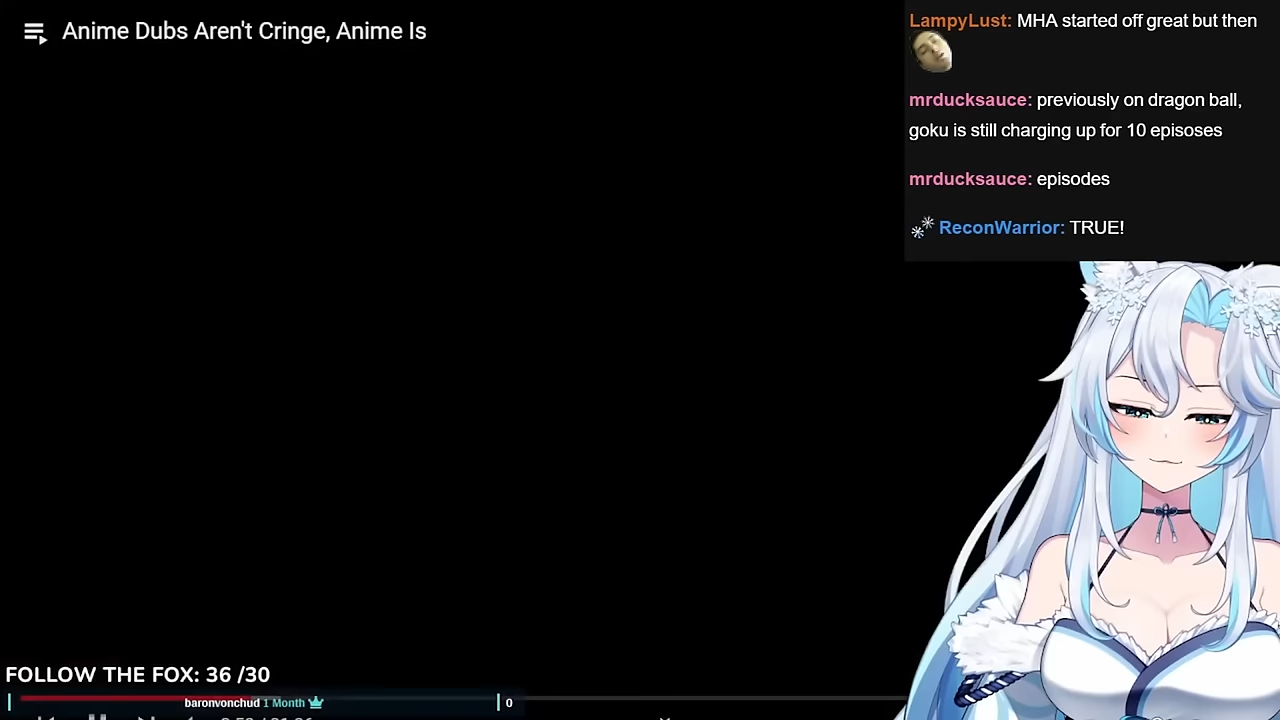 Anime Dubs Aren't Cringe, Anime Is
LampyLust: MHA started off great but then
mrducksauce: previously on dragon ball,
goku is still charging up for 10 episoses
mrducksauce: episodes
ReconWarrior: TRUE!
FOLLOW THE FOX: 36 /30
baronvonchud 1 Month
0